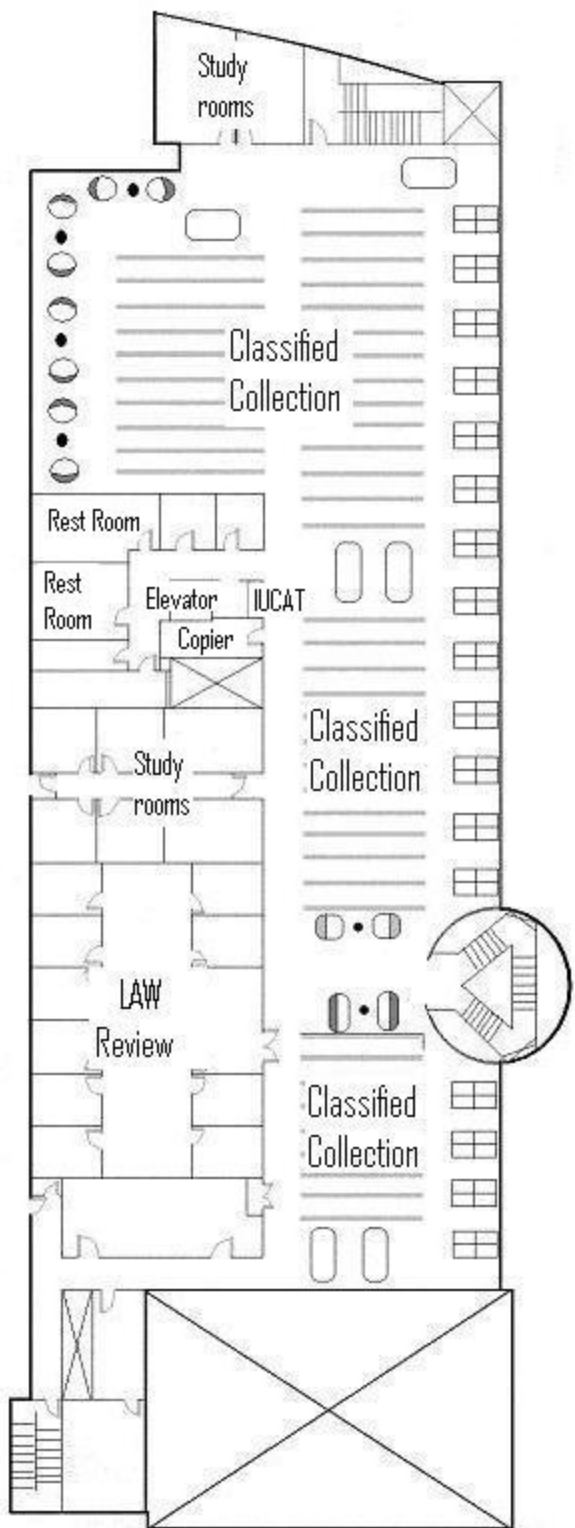 Study
rooms
Classified
Collection
Rest Room
Rest
Room
Elevator
IUCAT
Copier
Classified
Collection
Study
rooms
LAW
Review
Classified
Collection